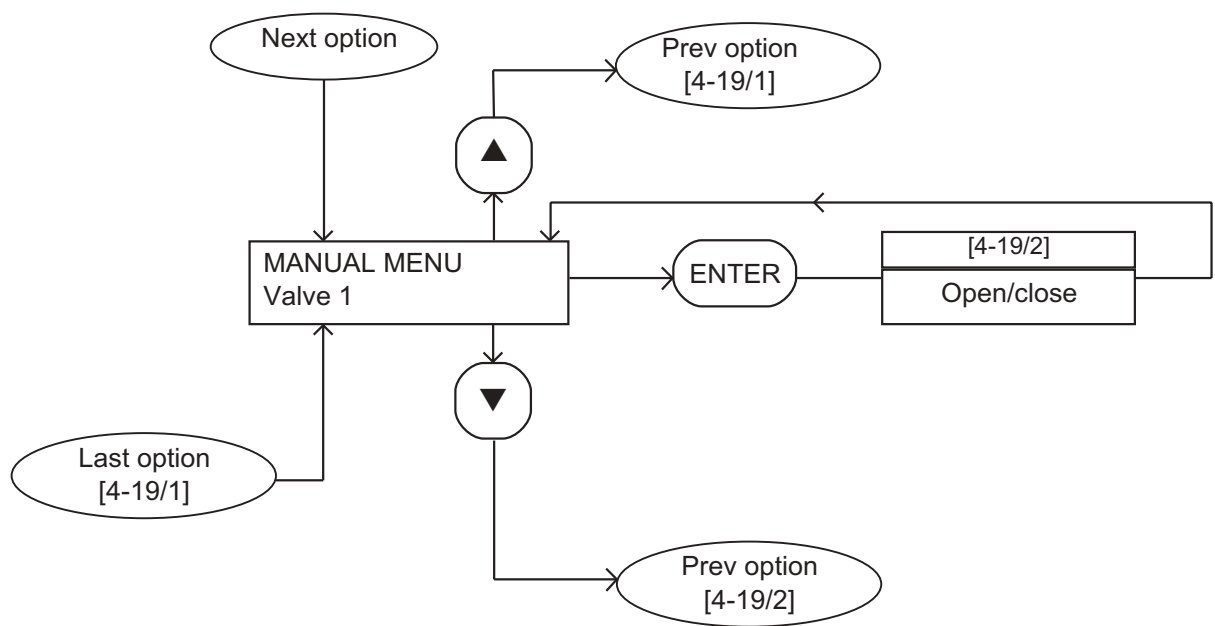 Next option
Prev option
[4-19/1]
▲
MANUAL MENU
Valve 1
ENTER
[4-19/2]
Open/close
▼
Last option
[4-19/1]
Prev option
[4-19/2]